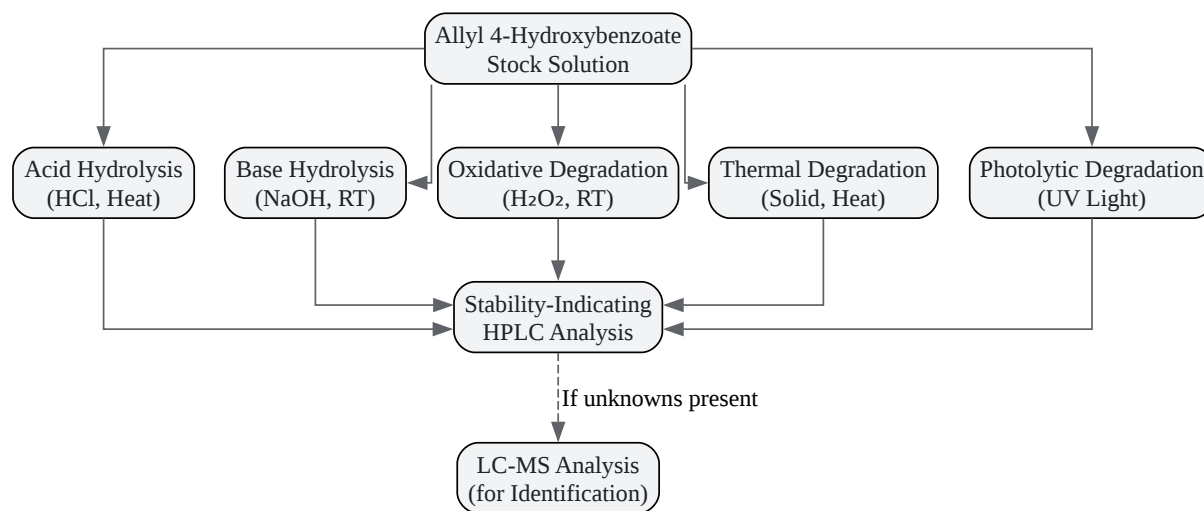 Allyl 4-Hydroxybenzoate
Stock Solution
Acid Hydrolysis
(HCl, Heat)
Base Hydrolysis
(NaOH, RT)
Oxidative Degradation
(H₂O₂, RT)
Thermal Degradation
(Solid, Heat)
Photolytic Degradation
(UV Light)
Stability-Indicating
HPLC Analysis
If unknowns present
LC-MS Analysis
(for Identification)